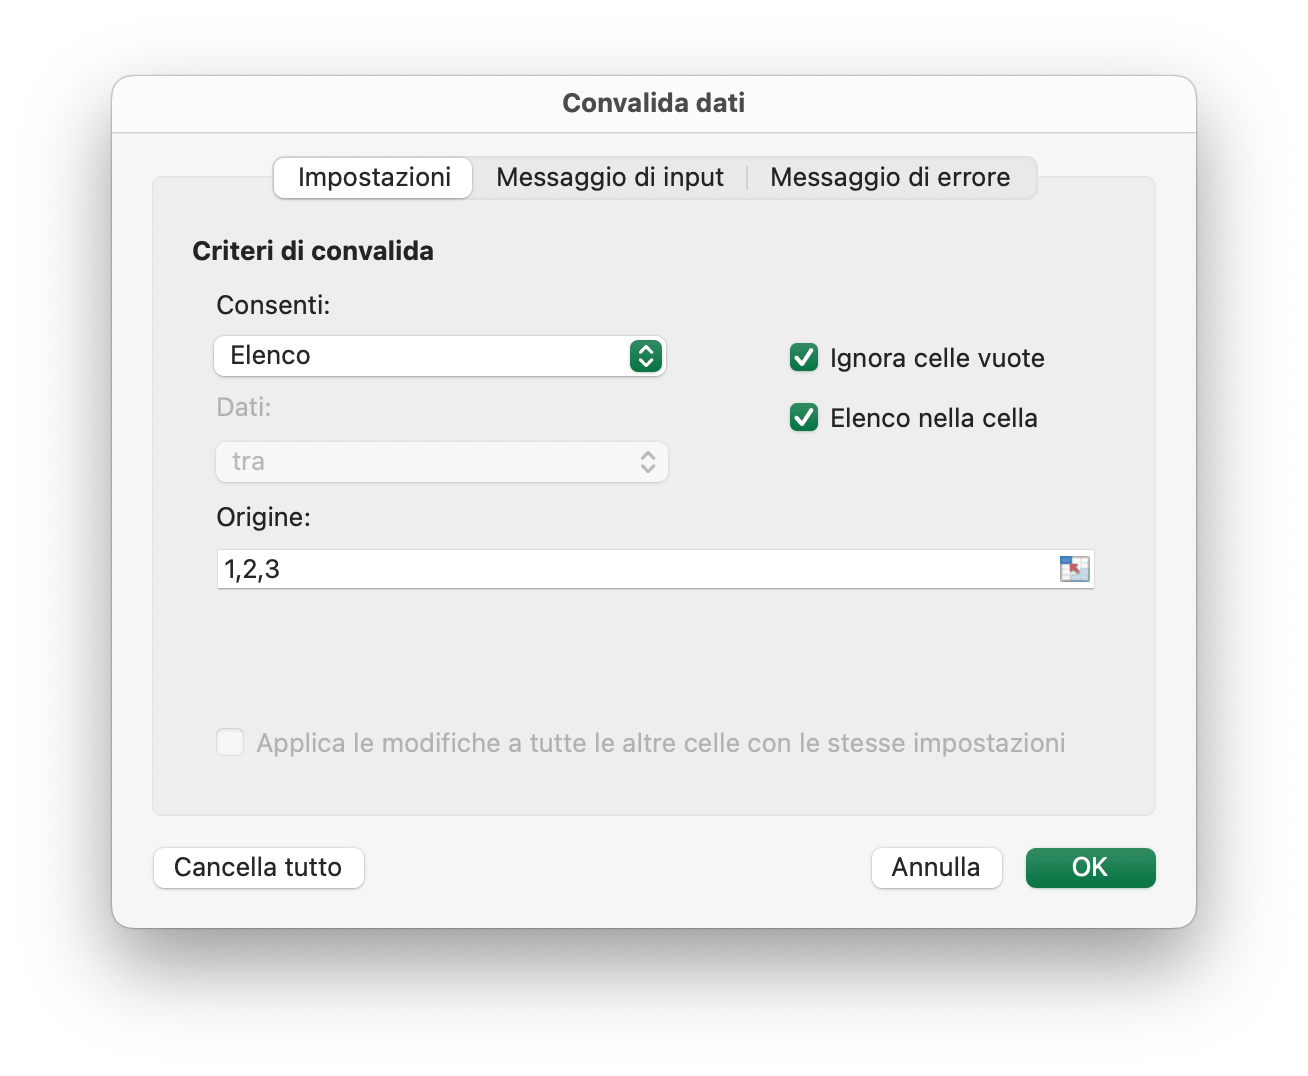 Convalida dati
Impostazioni
Messaggio di input
Messaggio di errore
Criteri di convalida
Consenti:
Elenco
Ignora celle vuote
Dati:
Elenco nella cella
tra
Origine:
1,2,3
Applica le modifiche a tutte le altre celle con le stesse impostazioni
Cancella tutto
Annulla
OK